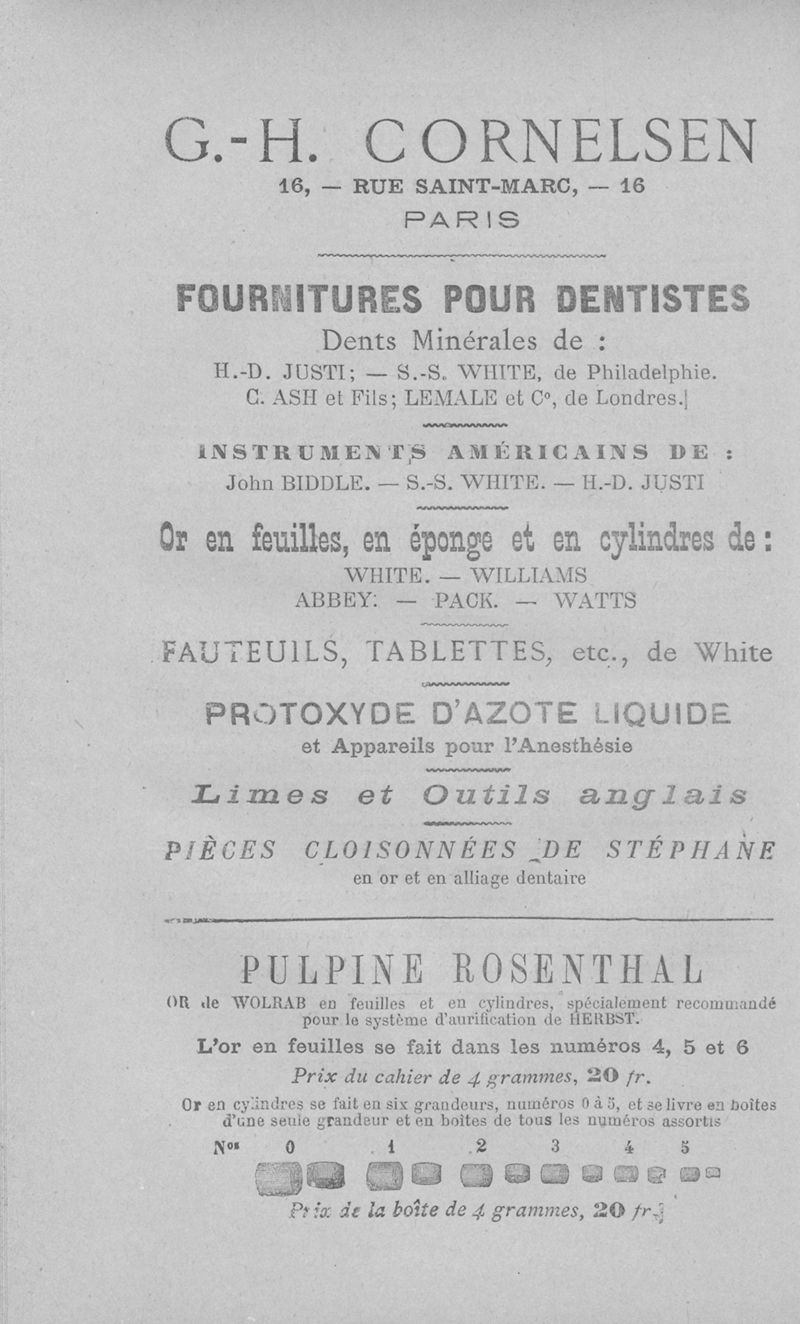 G.-H. CORNELSEN
16, — RUE SAINT-MARC, — 16
PARIS
FOURNITURES POUR DENTISTES
Dents Minérales de :
H.-D. JUSTI; — S.-S. WHITE, de Philadelphie.
C. ASH et Fils; LEMALE et Cº, de Londres.
INSTRUMENTS AMÉRICAINS DE :
John BIDDLE. — S.-S. WHITE. — H.-D. JUSTI
Or en feuilles, en éponge et en cylindres de :
WHITE. — WILLIAMS
ABBEY. — PACK. — WATTS
FAUTEUILS, TABLETTES, etc., de White
PROTOXYDE D'AZOTE LIQUIDE
et Appareils pour l'Anesthésie
Limes et Outils anglais
PIÈCES CLOISONNÉES DE STÉPHANE
en or et en alliage dentaire
PULPINE ROSENTHAL
OR de WOLRAB en feuilles et en cylindres, spécialement recommandé
pour le système d'aurification de HERBST.
L'or en feuilles se fait dans les numéros 4, 5 et 6
Prix du cahier de 4 grammes, 20 fr.
Or en cylindres se fait en six grandeurs, numéros 0 à 5, et se livre en boîtes
d'une seule grandeur et en boîtes de tous les numéros assortis
Nos 0 1 2 3 4 5
Prix de la boîte de 4 grammes, 20 fr.